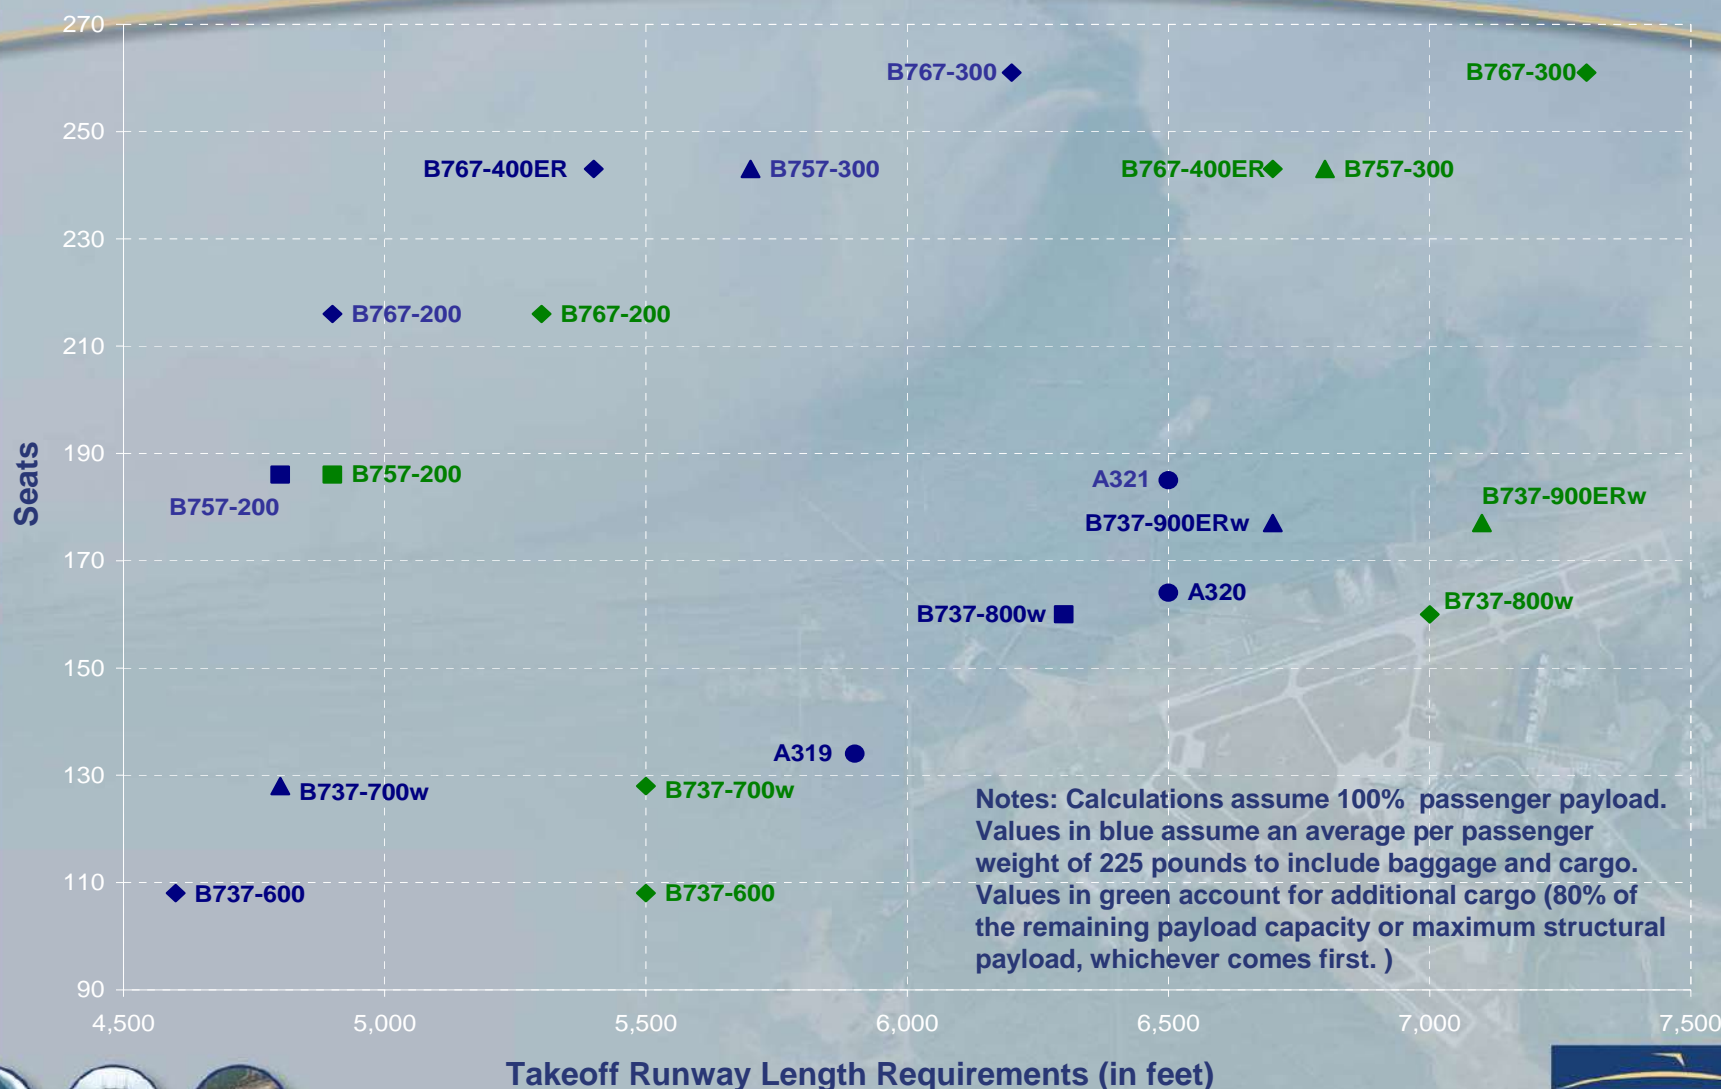 270
B767-300
B767-300
250
B767-400ER
B757-300
B767-400ER
B757-300
230
B767-200
B767-200
210
190
B757-200
B757-200
A321
B737-900ERw
B737-900ERw
170
A320
B737-800w
B737-800w
150
A319
130
B737-700w
B737-700w
Notes: Calculations assume 100% passenger payload.
Values in blue assume an average per passenger
weight of 225 pounds to include baggage and cargo.
Values in green account for additional cargo (80% of
the remaining payload capacity or maximum structural
payload, whichever comes first. )
110
B737-600
B737-600
90
Seats
4,500 5,000 5,500 6,000 6,500 7,000 7,500
Takeoff Runway Length Requirements (in feet)